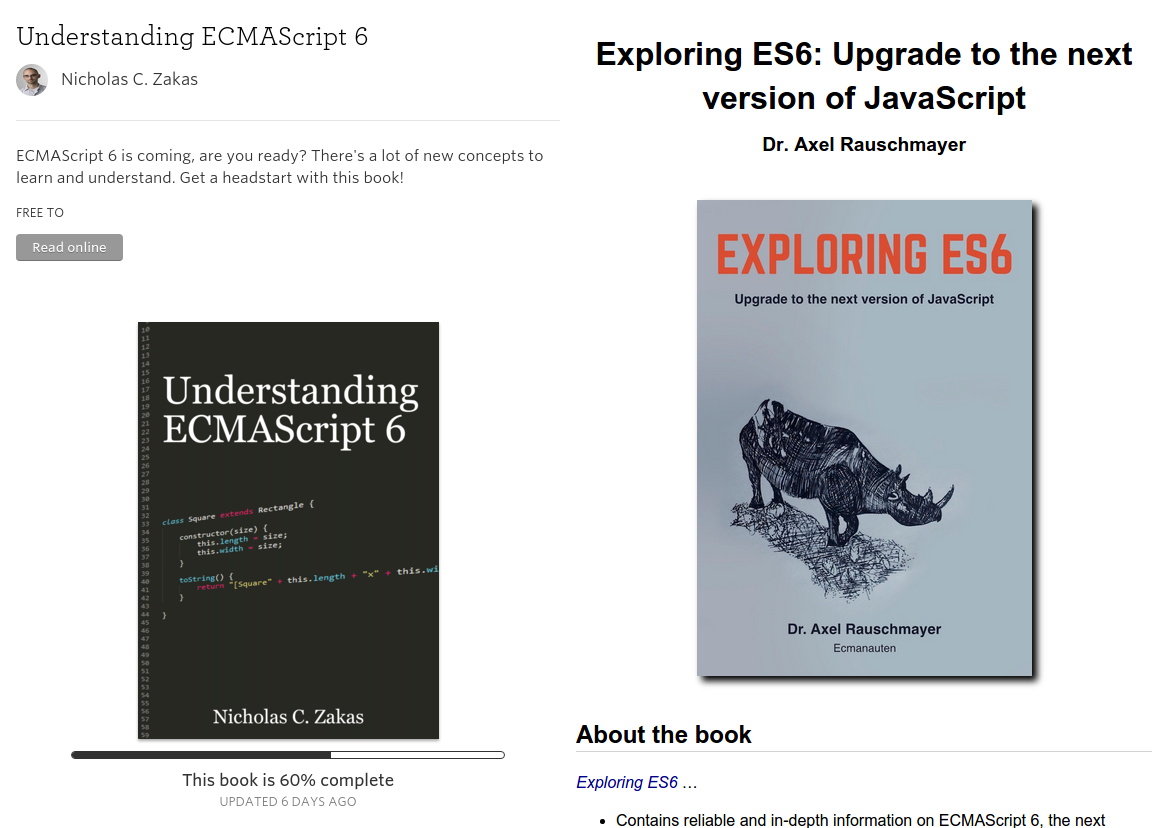 Understanding ECMAScript 6
Nicholas C. Zakas
ECMAScript 6 is coming, are you ready? There's a lot of new concepts to
learn and understand. Get a headstart with this book!
FREE TO
Read online
10
11
12
13
14
15
16
17
18
19
20
21
22
23
24
25
26
27
28
29
30
31
32
33
34
35
36
37
38
39
40
41
42
43
44
45
46
47
48
49
50
51
52
53
54
55
56
57
58
59
Understanding
ECMAScript 6
class Square extends Rectangle {
constructor(size) {
this.length = size;
this.width = size;
}
toString() {
return "[Square" + this.length + "x" + this.wi
}
}
Nicholas C. Zakas
This book is 60% complete
UPDATED 6 DAYS AGO
Exploring ES6: Upgrade to the next
version of JavaScript
Dr. Axel Rauschmayer
EXPLORING ES6
Upgrade to the next version of JavaScript
Dr. Axel Rauschmayer
Ecmanauten
About the book
Exploring ES6 …
• Contains reliable and in-depth information on ECMAScript 6, the next